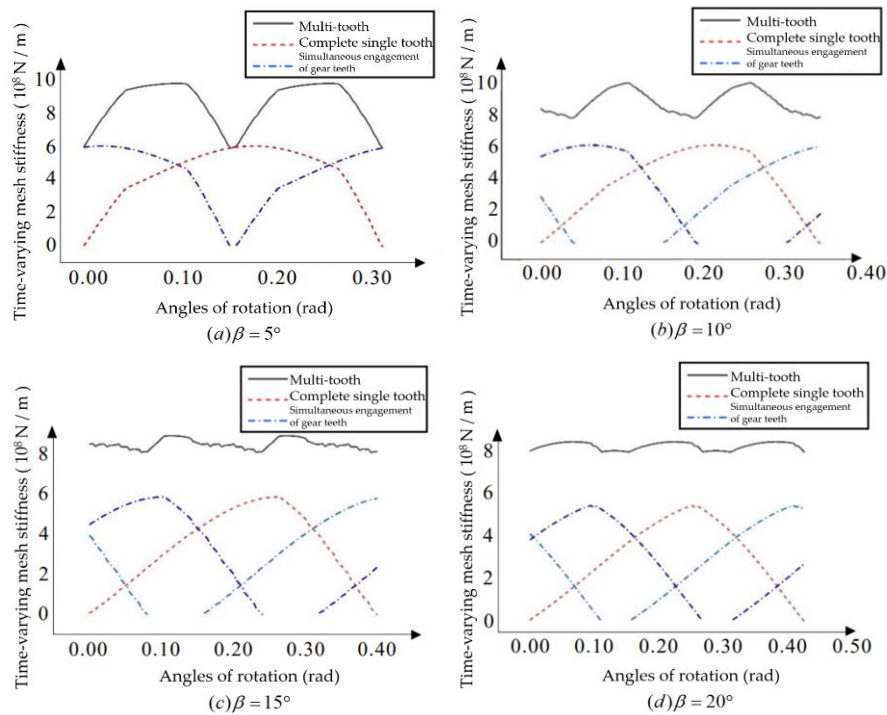 Multi-tooth
Complete single tooth
Simultaneous engagement
of gear teeth
Time-varying mesh stiffness ( 10⁸ N / m )
10
8
6
4
2
0
0.00 0.10 0.20 0.30
Angles of rotation (rad)
(a) β = 5°
Multi-tooth
Complete single tooth
Simultaneous engagement
of gear teeth
Time-varying mesh stiffness ( 10⁸ N / m )
10
8
6
4
2
0
0.00 0.10 0.20 0.30 0.40
Angles of rotation (rad)
(b) β = 10°
Multi-tooth
Complete single tooth
Simultaneous engagement
of gear teeth
Time-varying mesh stiffness ( 10⁸ N / m )
8
6
4
2
0
0.00 0.10 0.20 0.30 0.40
Angles of rotation (rad)
(c) β = 15°
Multi-tooth
Complete single tooth
Simultaneous engagement
of gear teeth
Time-varying mesh stiffness ( 10⁸ N / m )
8
6
4
2
0
0.00 0.10 0.20 0.30 0.40 0.50
Angles of rotation (rad)
(d) β = 20°